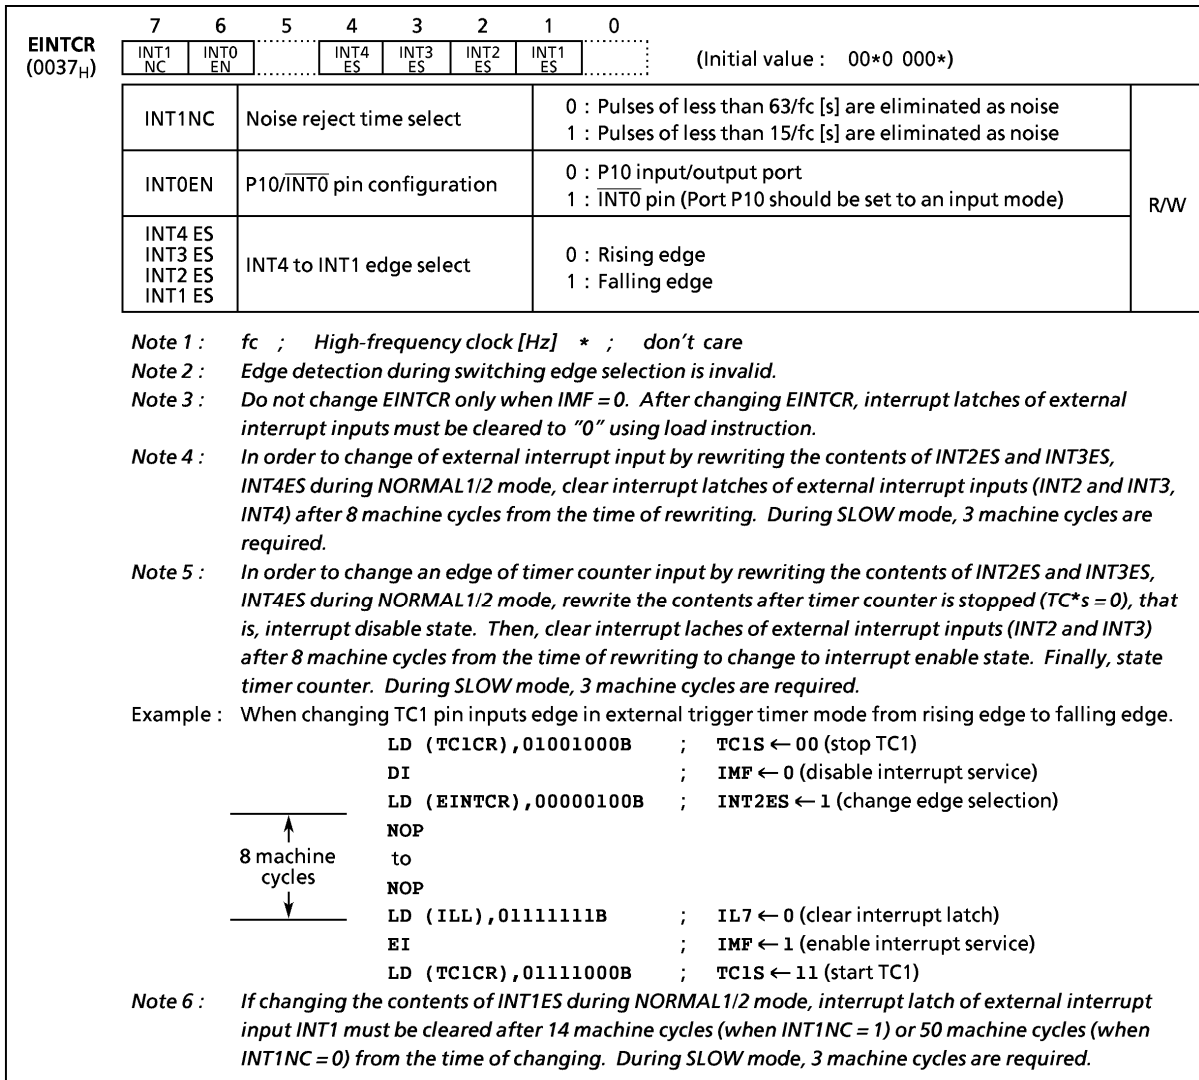 7 6 5 4 3 2 1 0
EINTCR
(0037H)
INT1 NC
INT0 EN
INT4 ES
INT3 ES
INT2 ES
INT1 ES
(Initial value : 00*0 000*)
INT1NC
Noise reject time select
0 : Pulses of less than 63/fc [s] are eliminated as noise
1 : Pulses of less than 15/fc [s] are eliminated as noise
R/W
INT0EN
P10/INT0 pin configuration
0 : P10 input/output port
1 : INT0 pin (Port P10 should be set to an input mode)
INT4 ES
INT3 ES
INT2 ES
INT1 ES
INT4 to INT1 edge select
0 : Rising edge
1 : Falling edge
Note 1 : fc ; High-frequency clock [Hz] * ; don't care
Note 2 : Edge detection during switching edge selection is invalid.
Note 3 : Do not change EINTCR only when IMF = 0. After changing EINTCR, interrupt latches of external
interrupt inputs must be cleared to "0" using load instruction.
Note 4 : In order to change of external interrupt input by rewriting the contents of INT2ES and INT3ES,
INT4ES during NORMAL1/2 mode, clear interrupt latches of external interrupt inputs (INT2 and INT3,
INT4) after 8 machine cycles from the time of rewriting. During SLOW mode, 3 machine cycles are
required.
Note 5 : In order to change an edge of timer counter input by rewriting the contents of INT2ES and INT3ES,
INT4ES during NORMAL1/2 mode, rewrite the contents after timer counter is stopped (TC*s = 0), that
is, interrupt disable state. Then, clear interrupt laches of external interrupt inputs (INT2 and INT3)
after 8 machine cycles from the time of rewriting to change to interrupt enable state. Finally, state
timer counter. During SLOW mode, 3 machine cycles are required.
Example : When changing TC1 pin inputs edge in external trigger timer mode from rising edge to falling edge.
LD (TC1CR),01001000B ; TC1S ← 00 (stop TC1)
DI ; IMF ← 0 (disable interrupt service)
LD (EINTCR),00000100B ; INT2ES ← 1 (change edge selection)
NOP
8 machine
cycles
to
NOP
LD (ILL),01111111B ; IL7 ← 0 (clear interrupt latch)
EI ; IMF ← 1 (enable interrupt service)
LD (TC1CR),01111000B ; TC1S ← 11 (start TC1)
Note 6 : If changing the contents of INT1ES during NORMAL1/2 mode, interrupt latch of external interrupt
input INT1 must be cleared after 14 machine cycles (when INT1NC = 1) or 50 machine cycles (when
INT1NC = 0) from the time of changing. During SLOW mode, 3 machine cycles are required.